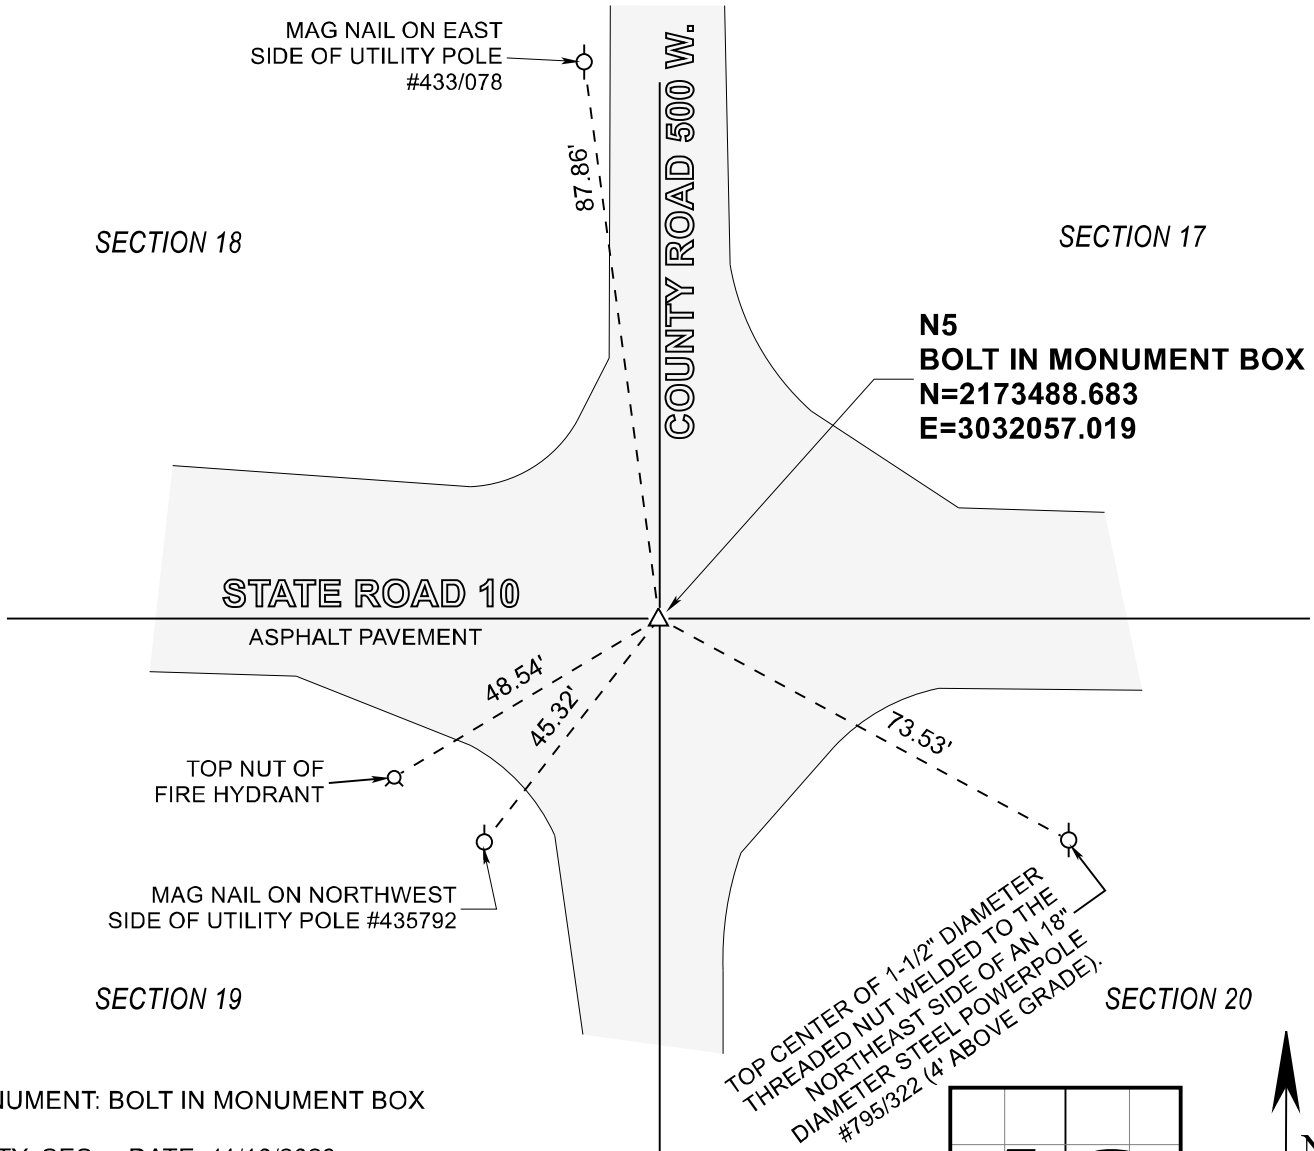 MAG NAIL ON EAST
SIDE OF UTILITY POLE
#433/078
87.86'
COUNTY ROAD 500 W.
SECTION 18
SECTION 17
N5
BOLT IN MONUMENT BOX
N=2173488.683
E=3032057.019
STATE ROAD 10
ASPHALT PAVEMENT
48.54'
45.32'
73.53'
TOP NUT OF
FIRE HYDRANT
MAG NAIL ON NORTHWEST
SIDE OF UTILITY POLE #435792
TOP CENTER OF 1-1/2" DIAMETER
THREADED NUT WELDED TO THE
NORTHEAST SIDE OF AN 18"
DIAMETER STEEL POWERPOLE
#795/322 (4' ABOVE GRADE).
SECTION 19
SECTION 20
NUMENT: BOLT IN MONUMENT BOX